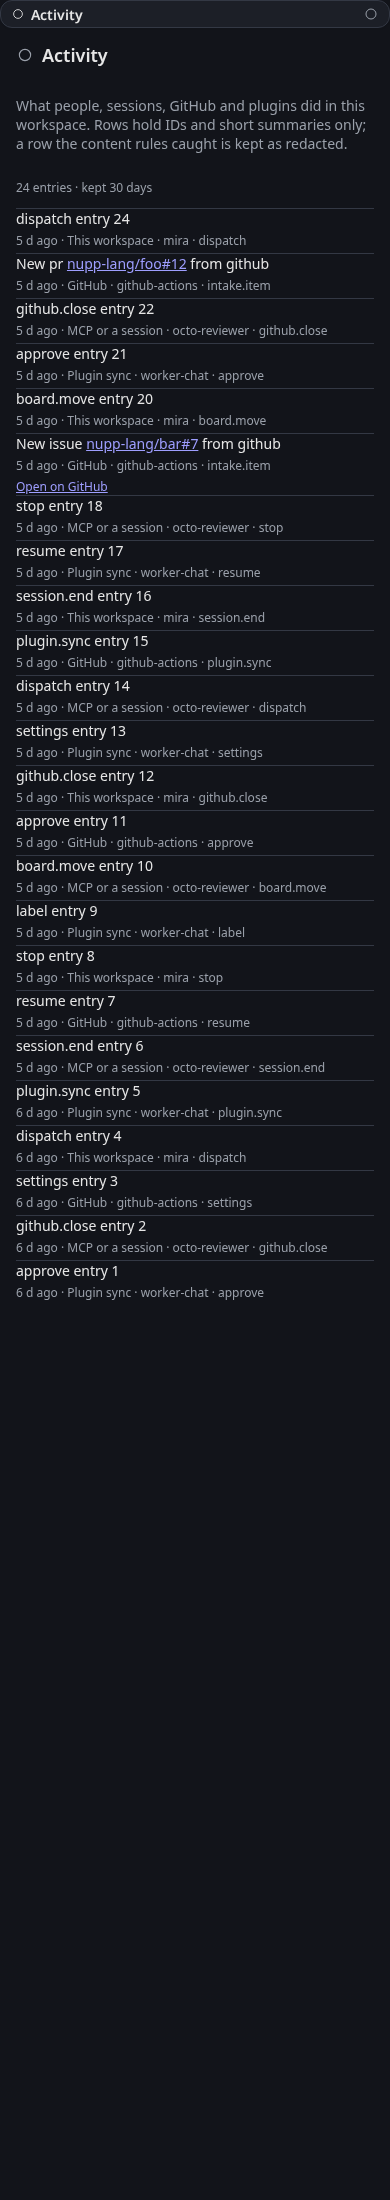 Activity
Activity
What people, sessions, GitHub and plugins did in this
workspace. Rows hold IDs and short summaries only;
a row the content rules caught is kept as redacted.
24 entries · kept 30 days
dispatch entry 24
5 d ago · This workspace · mira · dispatch
New pr nupp-lang/foo#12 from github
5 d ago · GitHub · github-actions · intake.item
github.close entry 22
5 d ago · MCP or a session · octo-reviewer · github.close
approve entry 21
5 d ago · Plugin sync · worker-chat · approve
board.move entry 20
5 d ago · This workspace · mira · board.move
New issue nupp-lang/bar#7 from github
5 d ago · GitHub · github-actions · intake.item
Open on GitHub
stop entry 18
5 d ago · MCP or a session · octo-reviewer · stop
resume entry 17
5 d ago · Plugin sync · worker-chat · resume
session.end entry 16
5 d ago · This workspace · mira · session.end
plugin.sync entry 15
5 d ago · GitHub · github-actions · plugin.sync
dispatch entry 14
5 d ago · MCP or a session · octo-reviewer · dispatch
settings entry 13
5 d ago · Plugin sync · worker-chat · settings
github.close entry 12
5 d ago · This workspace · mira · github.close
approve entry 11
5 d ago · GitHub · github-actions · approve
board.move entry 10
5 d ago · MCP or a session · octo-reviewer · board.move
label entry 9
5 d ago · Plugin sync · worker-chat · label
stop entry 8
5 d ago · This workspace · mira · stop
resume entry 7
5 d ago · GitHub · github-actions · resume
session.end entry 6
5 d ago · MCP or a session · octo-reviewer · session.end
plugin.sync entry 5
6 d ago · Plugin sync · worker-chat · plugin.sync
dispatch entry 4
6 d ago · This workspace · mira · dispatch
settings entry 3
6 d ago · GitHub · github-actions · settings
github.close entry 2
6 d ago · MCP or a session · octo-reviewer · github.close
approve entry 1
6 d ago · Plugin sync · worker-chat · approve